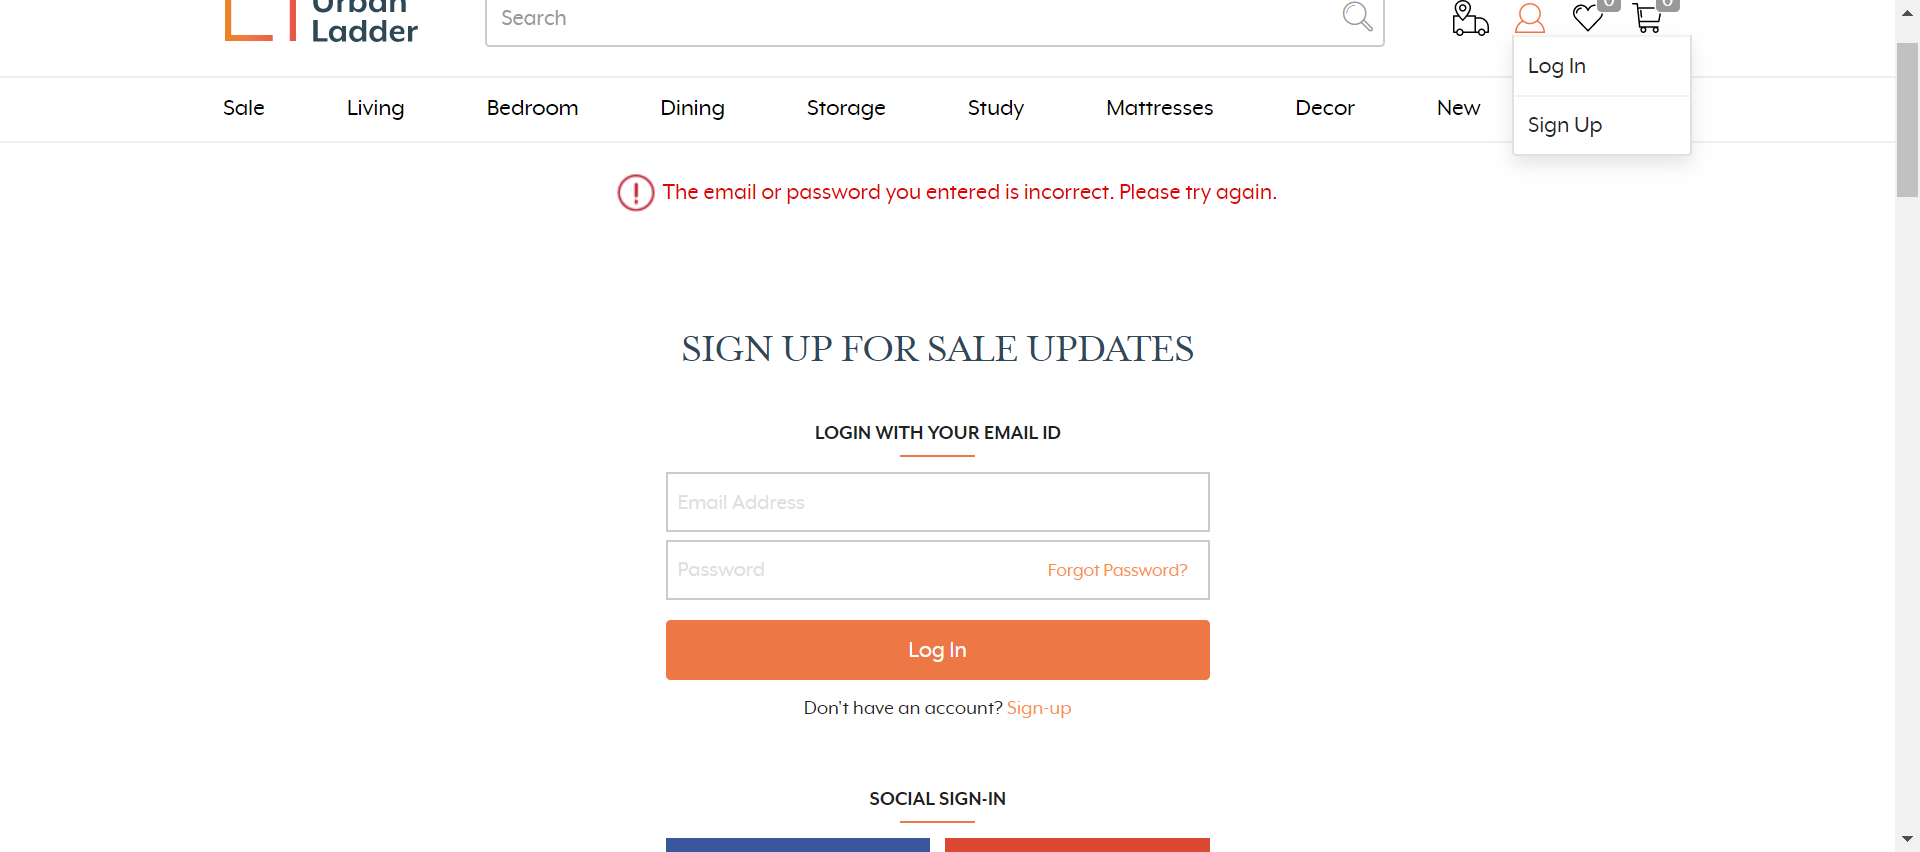 Urban
Ladder
Search
0
0
Log In
Sign Up
Sale
Living
Bedroom
Dining
Storage
Study
Mattresses
Decor
New
The email or password you entered is incorrect. Please try again.
SIGN UP FOR SALE UPDATES
LOGIN WITH YOUR EMAIL ID
Email Address
Password
Forgot Password?
Log In
Don't have an account? Sign-up
SOCIAL SIGN-IN